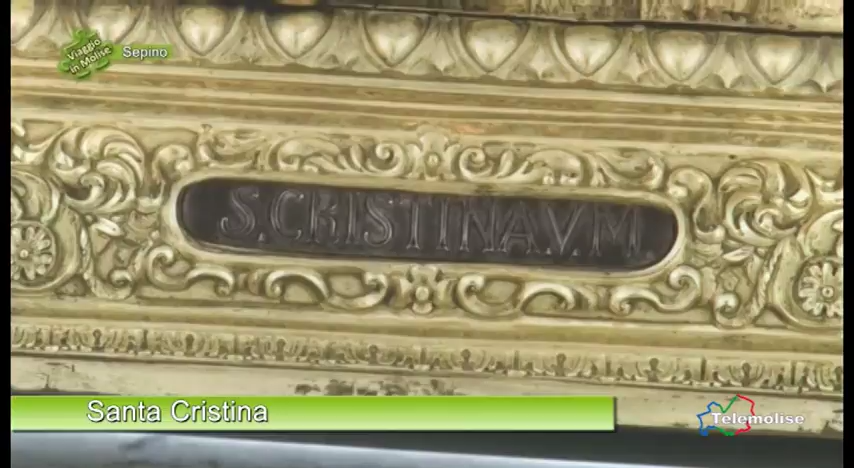 Viaggio
in Molise
Sepino
S.CRISTINA.V.M
Santa Cristina
Telemolise